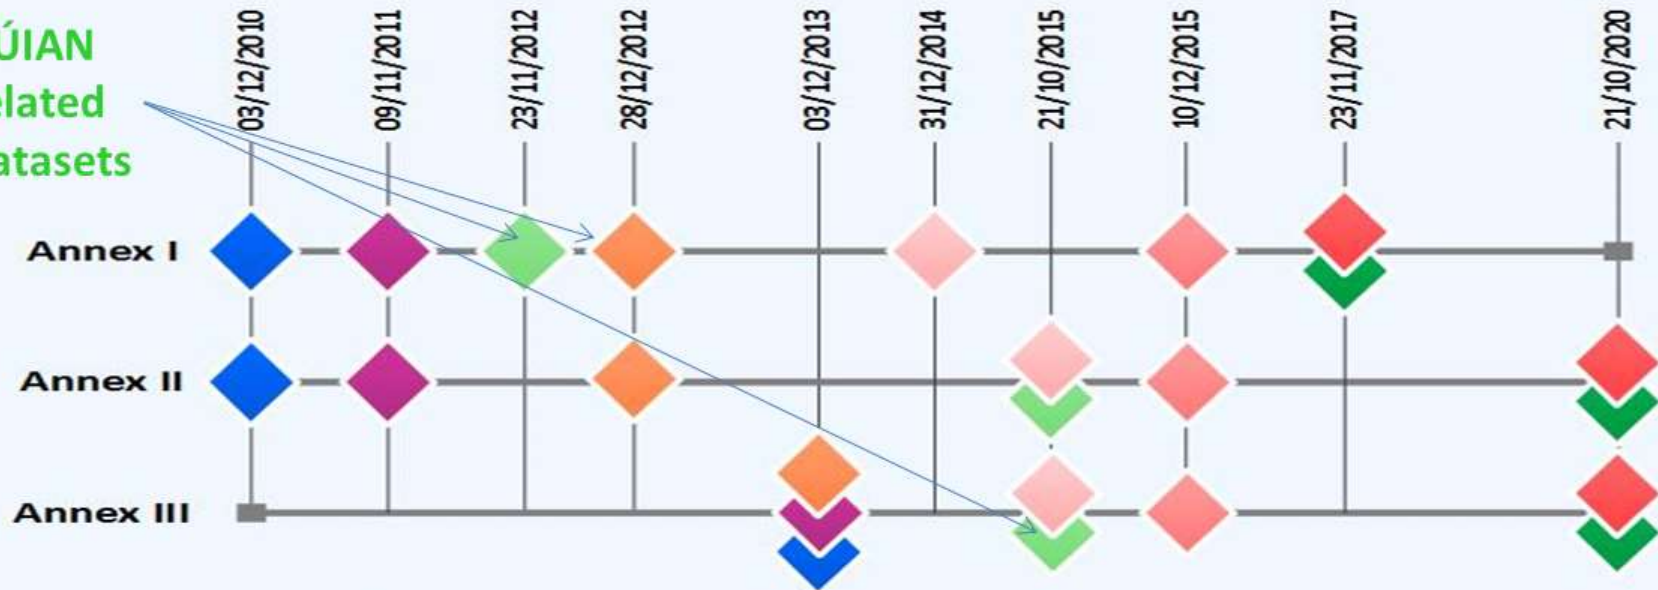 ÚIAN
elated
atasets
03/12/2010
09/11/2011
23/11/2012
28/12/2012
03/12/2013
31/12/2014
21/10/2015
10/12/2015
23/11/2017
21/10/2020
Annex I
Annex II
Annex III